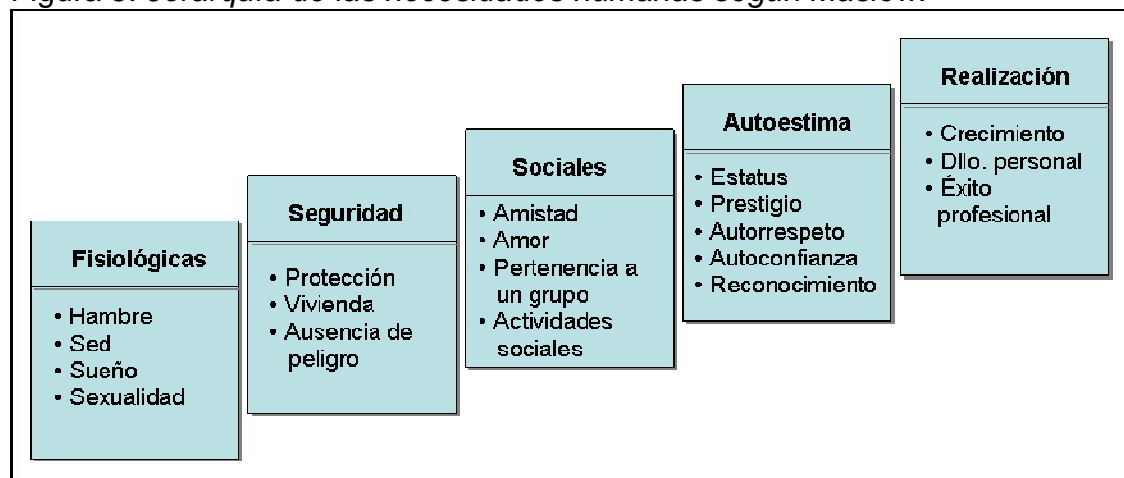 Fisiológicas
• Hambre
• Sed
• Sueño
• Sexualidad
Seguridad
• Protección
• Vivienda
• Ausencia de
peligro
Sociales
• Amistad
• Amor
• Pertenencia a
un grupo
• Actividades
sociales
Autoestima
• Estatus
• Prestigio
• Autorrespeto
• Autoconfianza
• Reconocimiento
Realización
• Crecimiento
• Dllo. personal
• Éxito
profesional